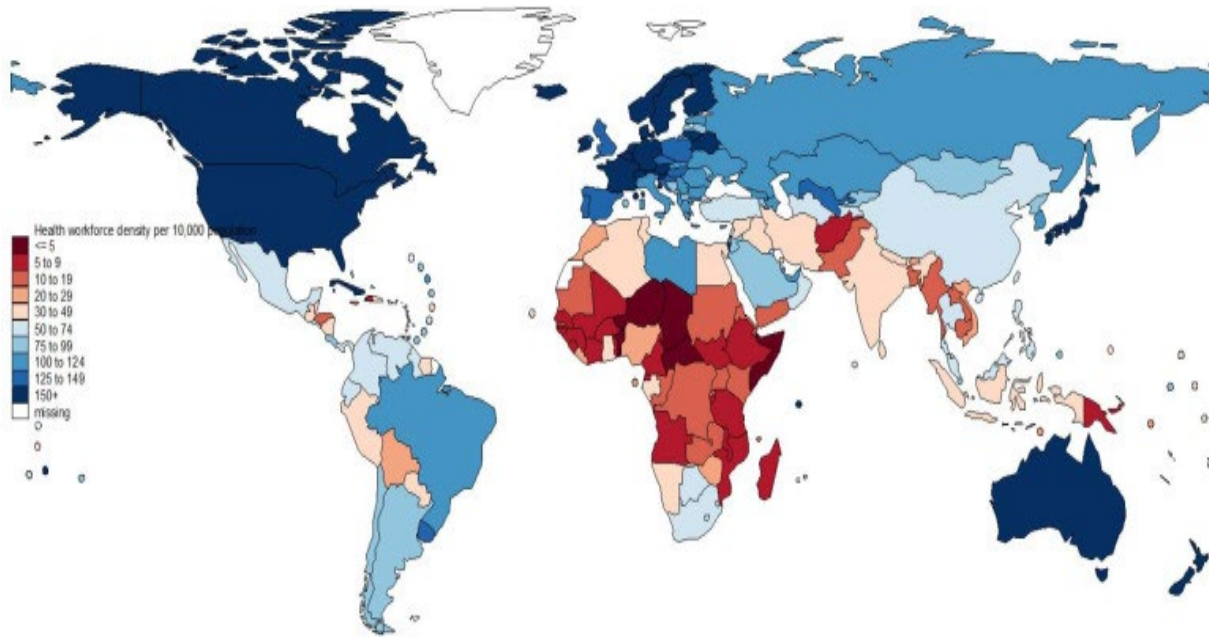 Health workforce density per 10,000 population
<= 5
5 to 9
10 to 19
20 to 29
30 to 49
50 to 74
75 to 99
100 to 124
125 to 149
150+
missing